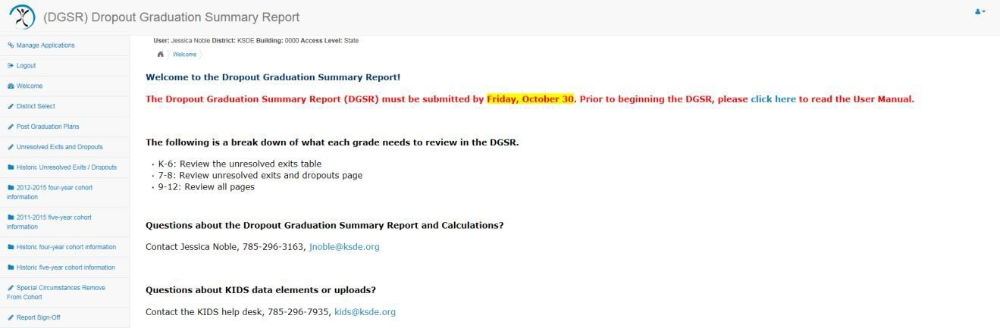 (DGSR) Dropout Graduation Summary Report
Manage Applications
Logout
Welcome
District Select
Post Graduation Plans
Unresolved Exits and Dropouts
Historic Unresolved Exits / Dropouts
2012-2015 four-year cohort
information
2011-2015 five-year cohort
information
Historic four-year cohort information
Historic five-year cohort information
Special Circumstances Remove
From Cohort
Report Sign-Off
User: Jessica Noble District: KSDE Building: 0000 Access Level: State
Welcome
Welcome to the Dropout Graduation Summary Report!
The Dropout Graduation Summary Report (DGSR) must be submitted by Friday, October 30. Prior to beginning the DGSR, please click here to read the User Manual.
The following is a break down of what each grade needs to review in the DGSR.
• K-6: Review the unresolved exits table
• 7-8: Review unresolved exits and dropouts page
• 9-12: Review all pages
Questions about the Dropout Graduation Summary Report and Calculations?
Contact Jessica Noble, 785-296-3163, jnoble@ksde.org
Questions about KIDS data elements or uploads?
Contact the KIDS help desk, 785-296-7935, kids@ksde.org